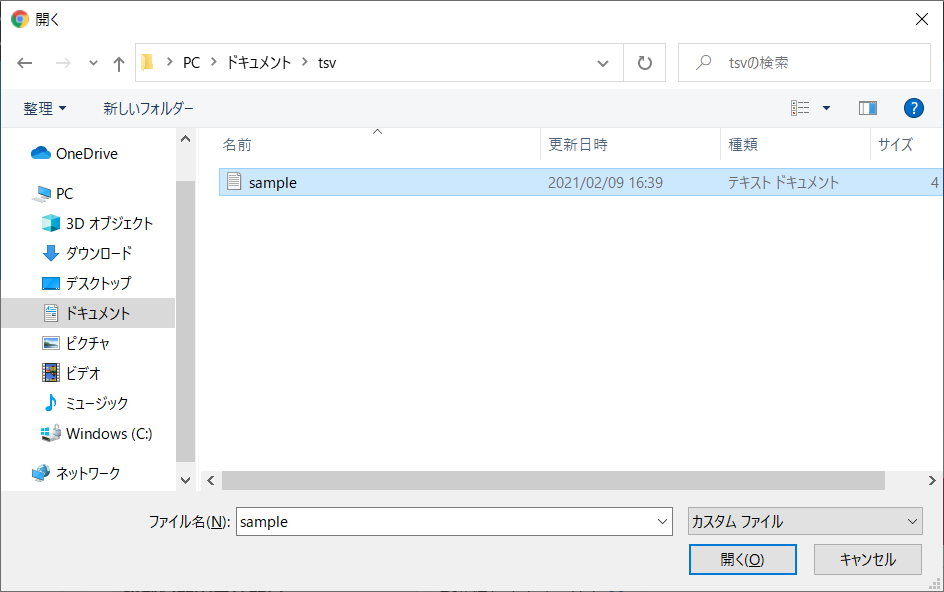 開く
PC ドキュメント tsv
tsvの検索
整理 新しいフォルダー
?
名前 更新日時 種類 サイズ
sample 2021/02/09 16:39 テキスト ドキュメント 4
OneDrive
PC
3D オブジェクト
ダウンロード
デスクトップ
ドキュメント
ピクチャ
ビデオ
ミュージック
Windows (C:)
ネットワーク
ファイル名(N): sample カスタム ファイル
開く(O) キャンセル